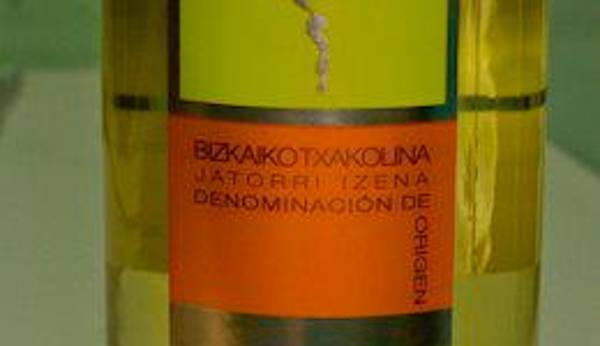 BIZKAIKO TXAKOLINA
JATORRI IZENA
DENOMINACIÓN DE
ORIGEN